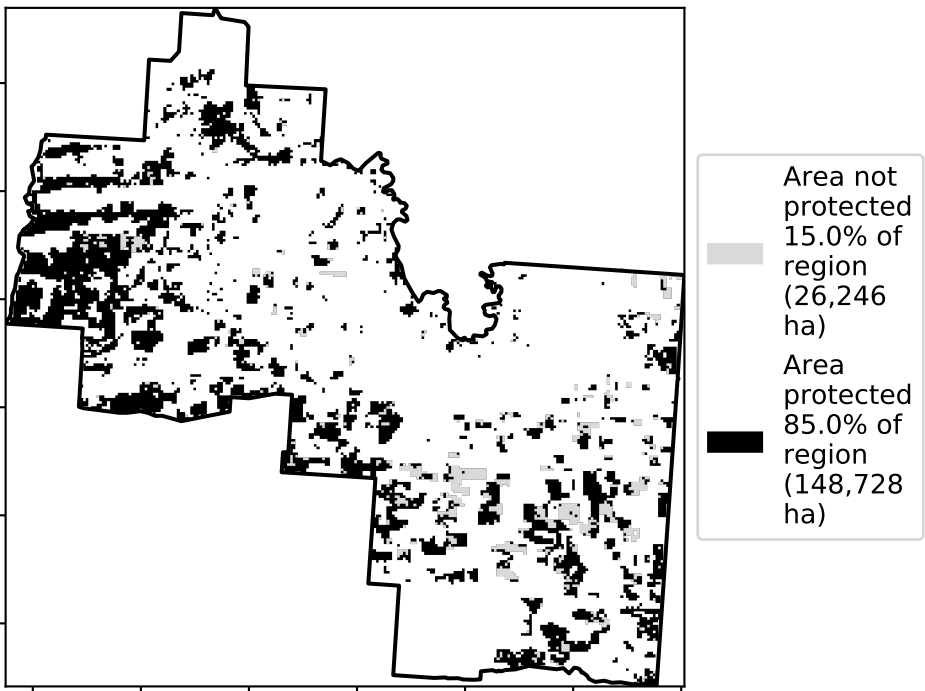 Area not
protected
15.0% of
region
(26,246
ha)
Area
protected
85.0% of
region
(148,728
ha)